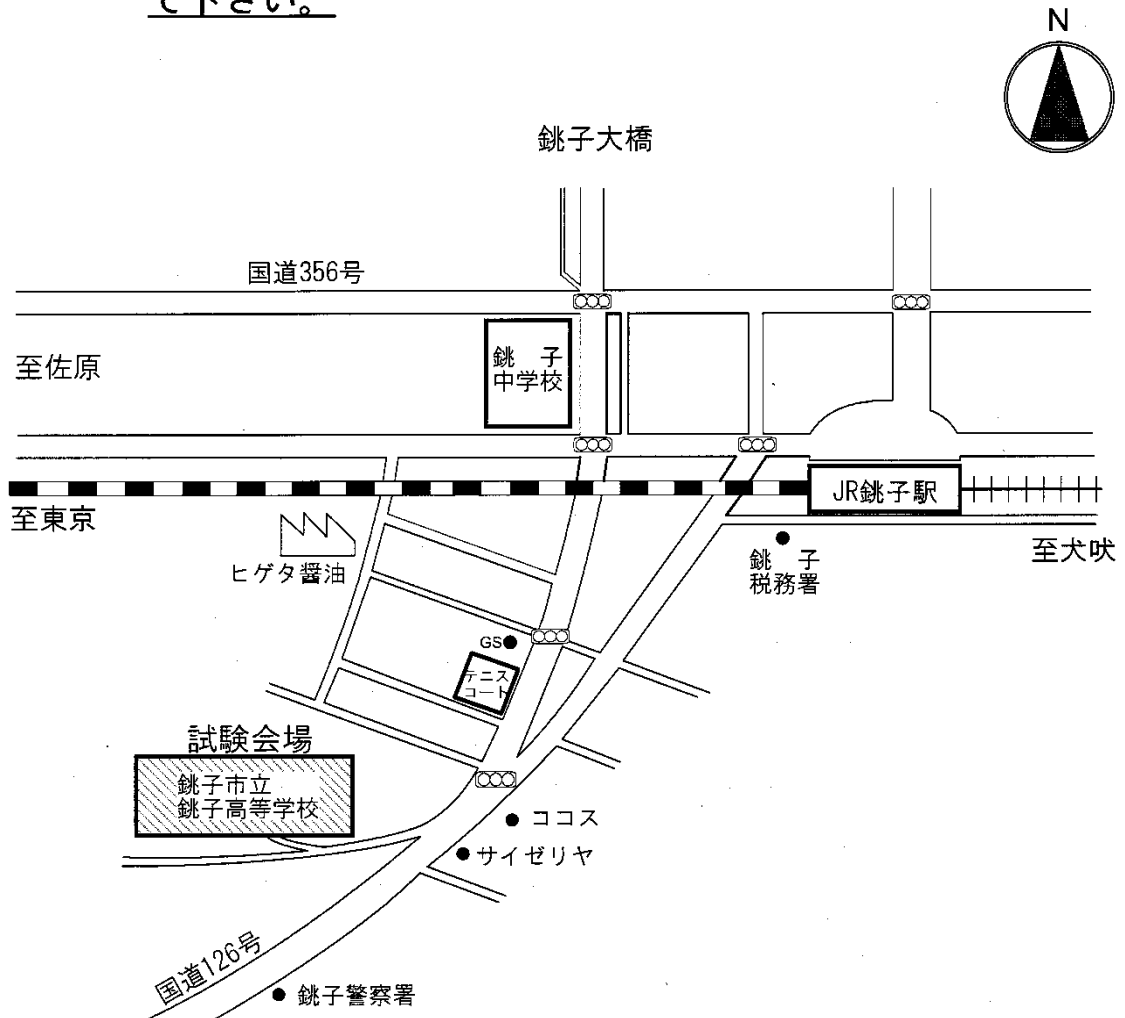 て下さい。
N
銚子大橋
国道356号
至佐原
銚 子
中学校
JR銚子駅
至東京
至犬吠
ヒゲタ醤油
銚 子
税務署
GS
テニス
コート
試験会場
銚子市立
銚子高等学校
ココス
サイゼリヤ
国道126号
銚子警察署